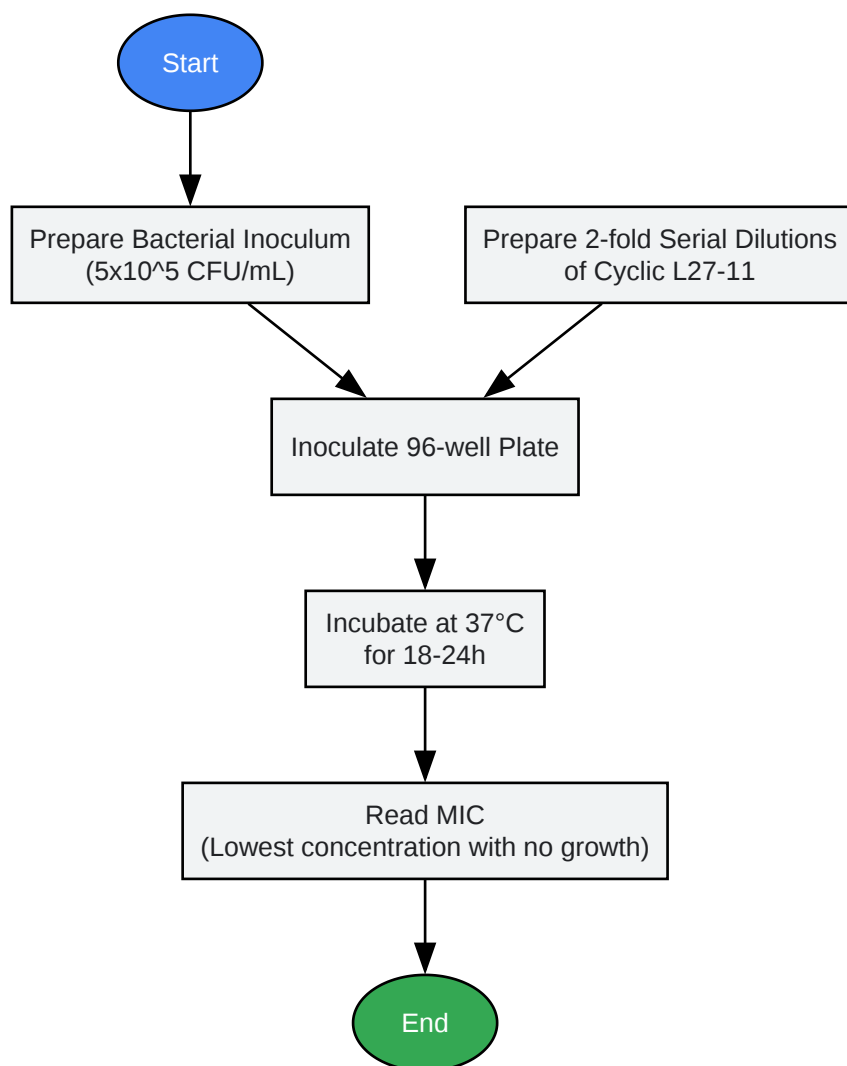 Start
Prepare Bacterial Inoculum
(5x10^5 CFU/mL)
Prepare 2-fold Serial Dilutions
of Cyclic L27-11
Inoculate 96-well Plate
Incubate at 37°C
for 18-24h
Read MIC
(Lowest concentration with no growth)
End